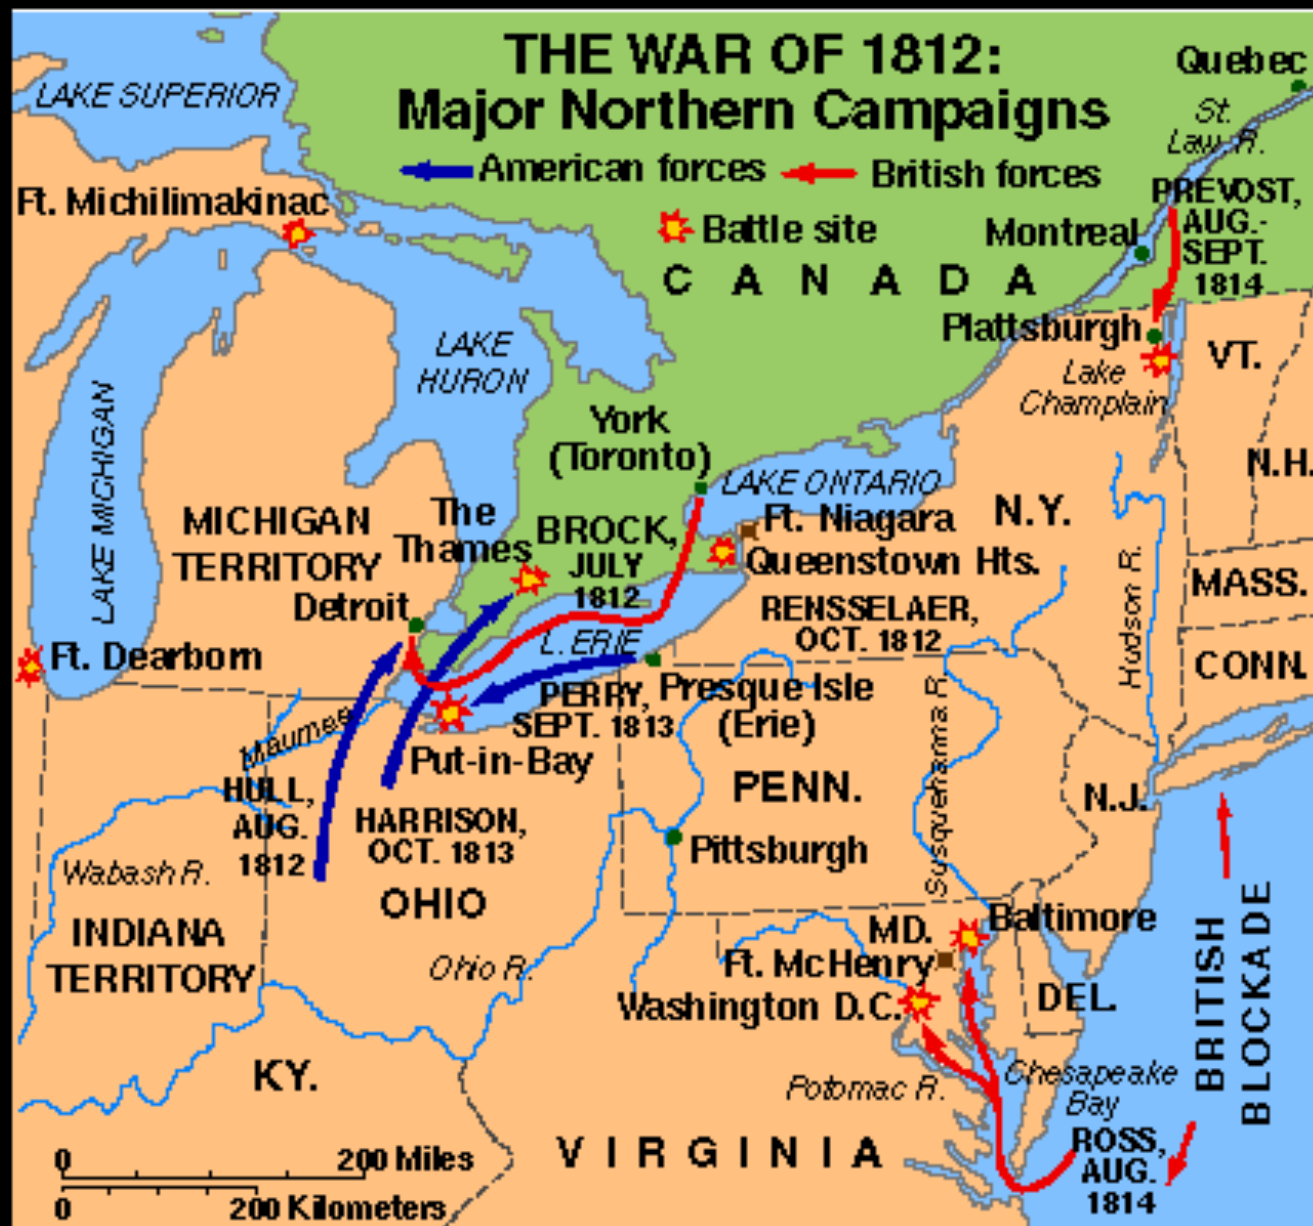 THE WAR OF 1812:
Major Northern Campaigns
American forces
British forces
Battle site
Quebec
St.
Law. R.
LAKE SUPERIOR
Ft. Michilimakinac
PREVOST,
AUG.-
SEPT.
1814
Montreal
C A N A D A
Plattsburgh
VT.
Lake
Champlain
LAKE
HURON
LAKE MICHIGAN
York
(Toronto)
LAKE ONTARIO
N.H.
MICHIGAN
TERRITORY
The
Thames
BROCK,
JULY
1812
Ft. Niagara
N.Y.
Queenstown Hts.
Hudson R.
MASS.
Detroit
RENSSELAER,
OCT. 1812
L. ERIE
CONN.
Ft. Dearborn
PERRY,
SEPT. 1813
Presque Isle
(Erie)
Susquehanna R.
Maumee
Put-in-Bay
HULL,
AUG.
1812
HARRISON,
OCT. 1813
PENN.
N.J.
Pittsburgh
Wabash R.
OHIO
INDIANA
TERRITORY
Ohio R.
MD.
Baltimore
Ft. McHenry
Washington D.C.
DEL.
BRITISH
BLOCKADE
KY.
Potomac R.
Chesapeake
Bay
VIRGINIA
ROSS,
AUG.
1814
0 200 Miles
0 200 Kilometers